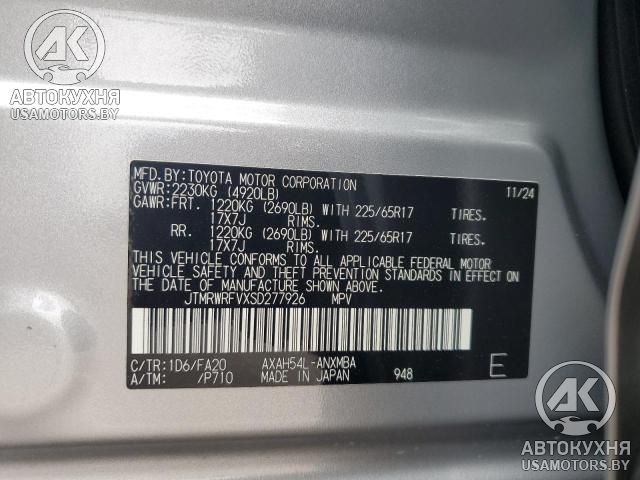 AK
АВТОКУХНЯ
USAMOTORS.BY
MFD.BY:TOYOTA MOTOR CORPORATION 11/24
GVWR:2230KG (4920LB)
GAWR:FRT. 1220KG (2690LB) WITH 225/65R17 TIRES.
17X7J RIMS.
RR. 1220KG (2690LB) WITH 225/65R17 TIRES.
17X7J RIMS.
THIS VEHICLE CONFORMS TO ALL APPLICABLE FEDERAL MOTOR
VEHICLE SAFETY AND THEFT PREVENTION STANDARDS IN EFFECT ON
THE DATE OF MANUFACTURE SHOWN ABOVE.
JTMRWRFVXSD277926 MPV
C/TR:1D6/FA20 AXAH54L-ANXMBA
A/TM: /P710 MADE IN JAPAN 948 E
AK
АВТОКУХНЯ
USAMOTORS.BY